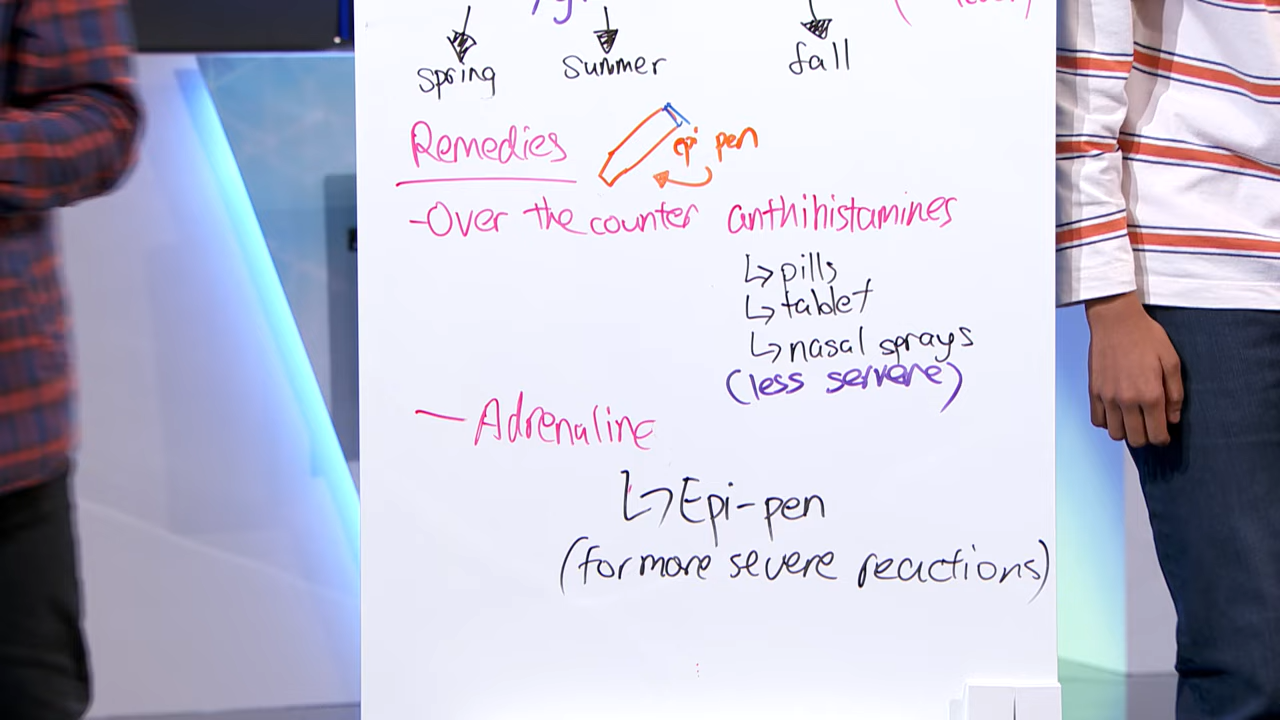 spring summer fall
Remedies epi pen
-Over the counter anthihistamines
↳ pills
↳ tablet
↳ nasal sprays
(less servere)
- Adrenaline
↳ Epi-pen
(for more severe reactions)